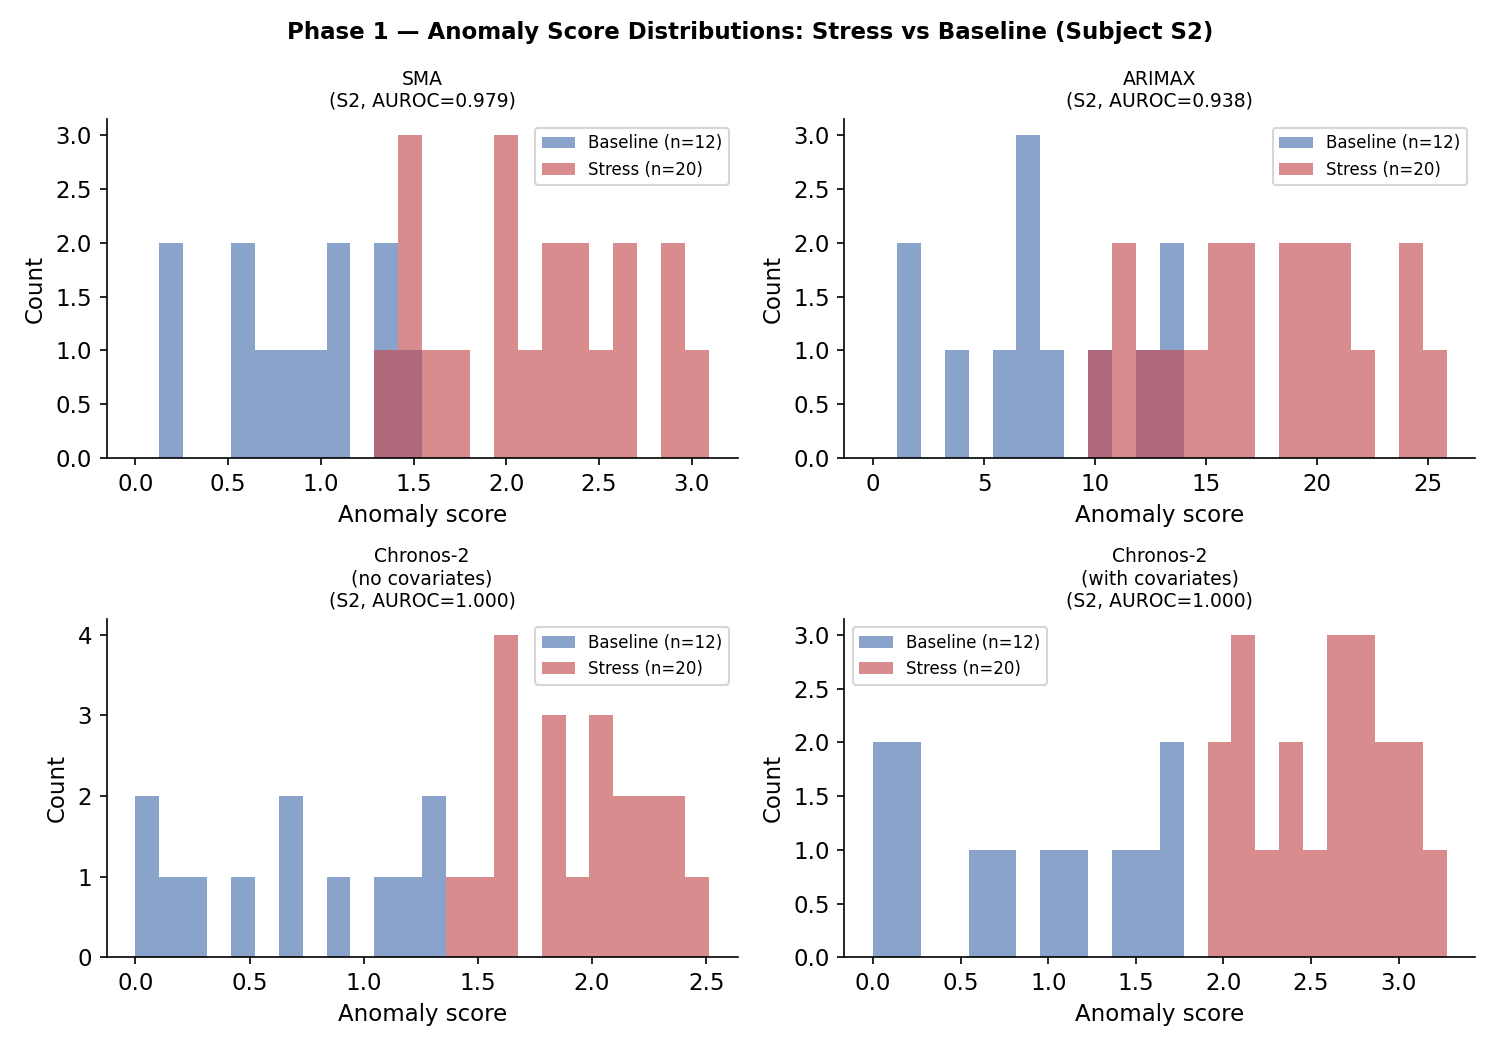 Phase 1 — Anomaly Score Distributions: Stress vs Baseline (Subject S2)
SMA
(S2, AUROC=0.979)
Baseline (n=12)
Stress (n=20)
3.0
2.5
2.0
1.5
1.0
0.5
0.0
Count
0.0 0.5 1.0 1.5 2.0 2.5 3.0
Anomaly score
ARIMAX
(S2, AUROC=0.938)
Baseline (n=12)
Stress (n=20)
3.0
2.5
2.0
1.5
1.0
0.5
0.0
Count
0 5 10 15 20 25
Anomaly score
Chronos-2
(no covariates)
(S2, AUROC=1.000)
Baseline (n=12)
Stress (n=20)
4
3
2
1
0
Count
0.0 0.5 1.0 1.5 2.0 2.5
Anomaly score
Chronos-2
(with covariates)
(S2, AUROC=1.000)
Baseline (n=12)
Stress (n=20)
3.0
2.5
2.0
1.5
1.0
0.5
0.0
Count
0.0 0.5 1.0 1.5 2.0 2.5 3.0
Anomaly score